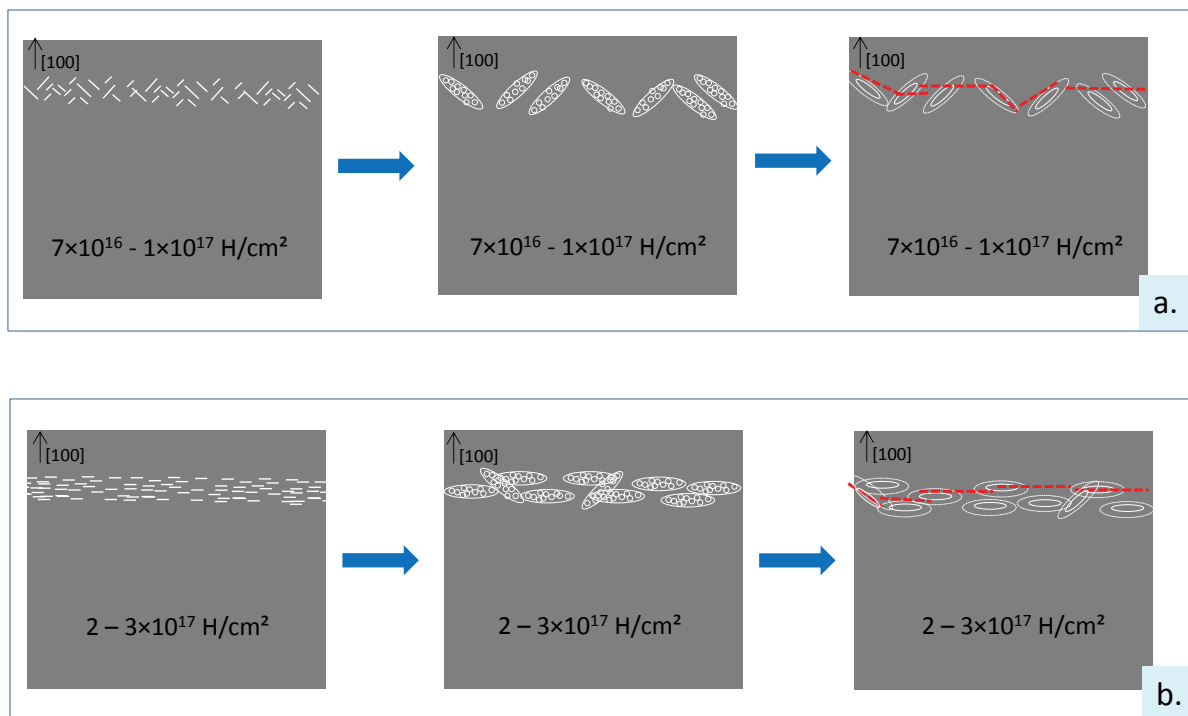 [100]
[100]
[100]
7×10¹⁶ - 1×10¹⁷ H/cm²
7×10¹⁶ - 1×10¹⁷ H/cm²
7×10¹⁶ - 1×10¹⁷ H/cm²
a.
[100]
[100]
[100]
2 – 3×10¹⁷ H/cm²
2 – 3×10¹⁷ H/cm²
2 – 3×10¹⁷ H/cm²
b.